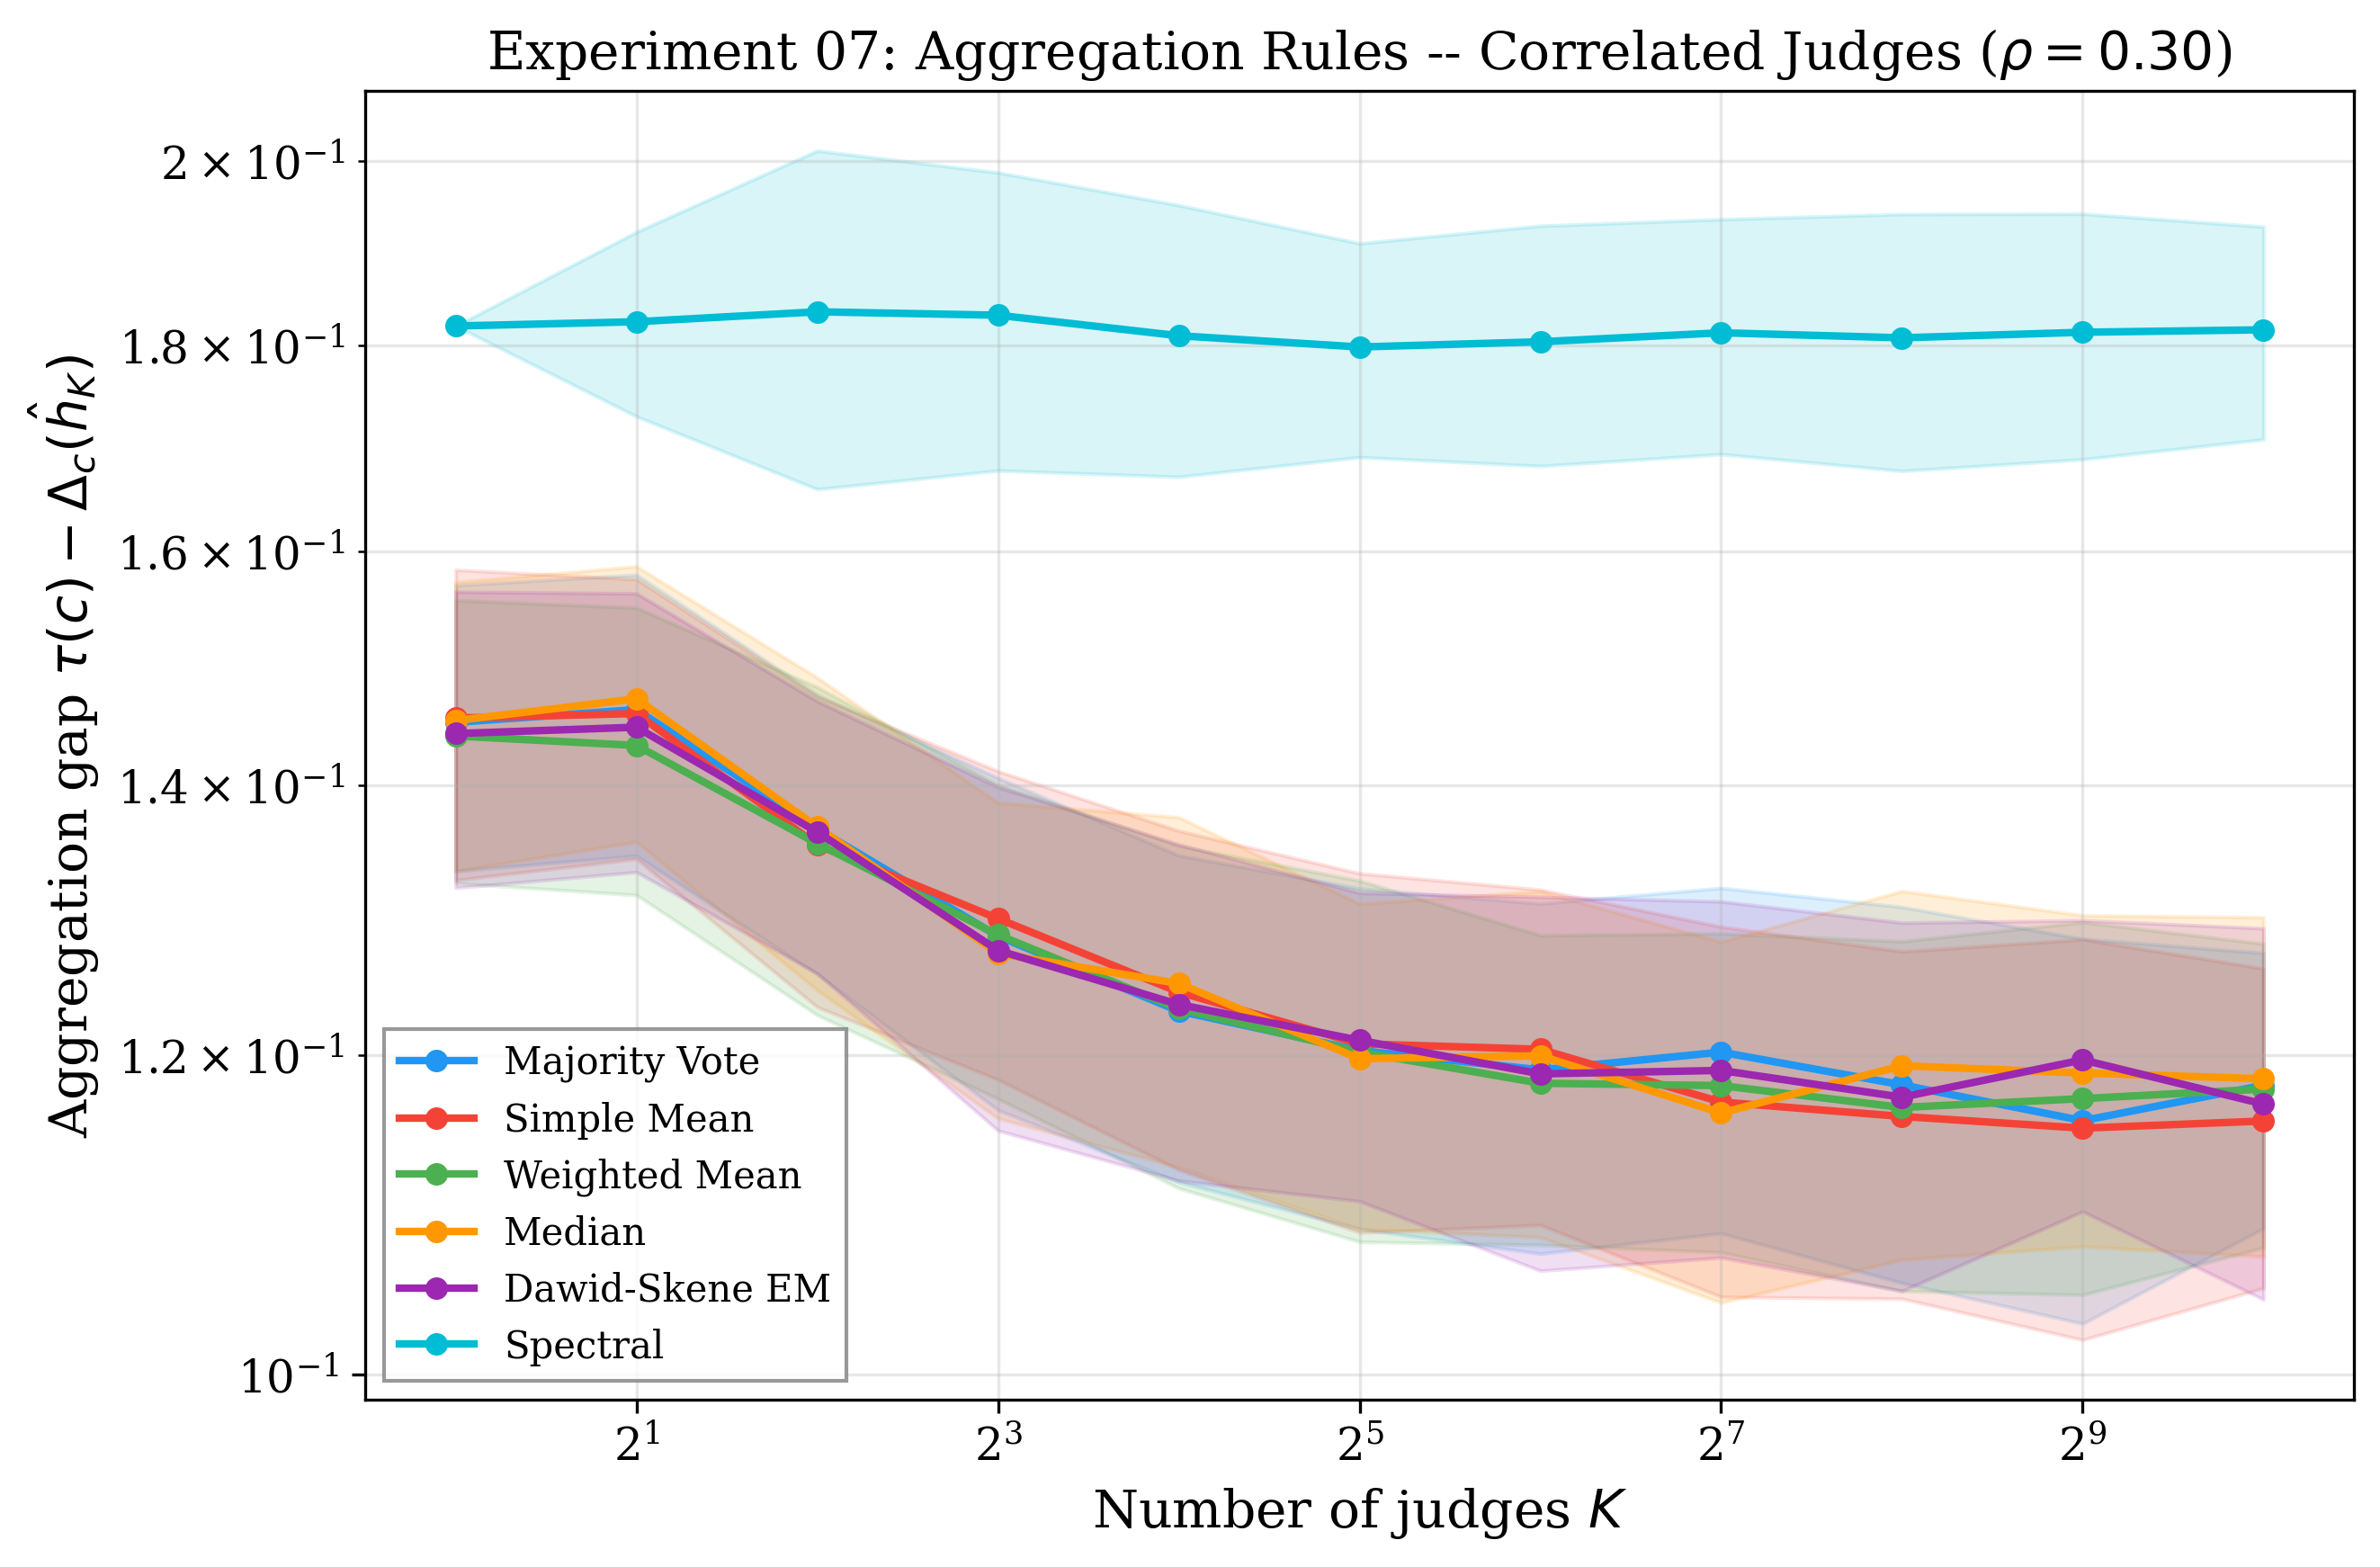 Experiment 07: Aggregation Rules -- Correlated Judges (ρ = 0.30)
Aggregation gap τ(c) − Δ_c(ĥ_K)
2 × 10⁻¹
1.8 × 10⁻¹
1.6 × 10⁻¹
1.4 × 10⁻¹
1.2 × 10⁻¹
10⁻¹
Majority Vote
Simple Mean
Weighted Mean
Median
Dawid-Skene EM
Spectral
2¹ 2³ 2⁵ 2⁷ 2⁹
Number of judges K